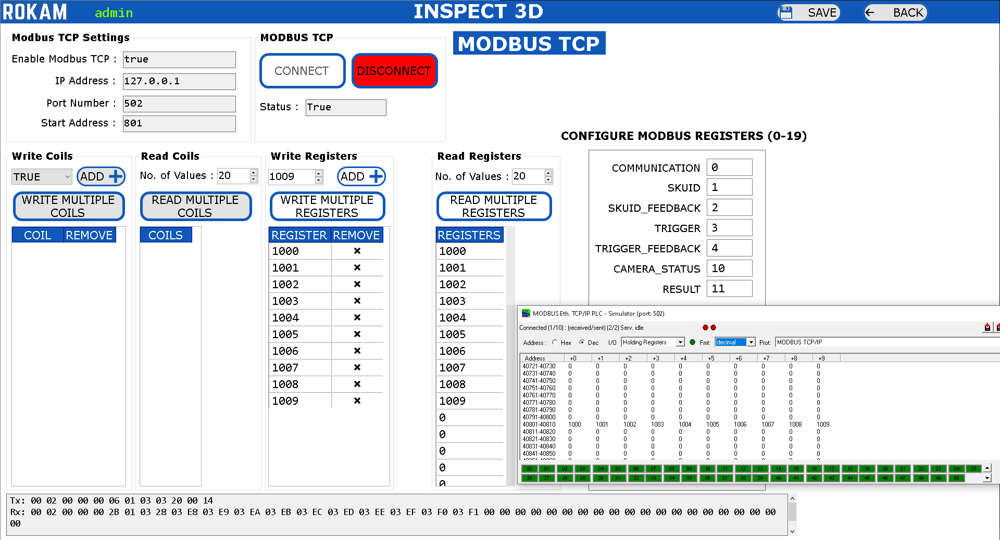 ROKAM admin INSPECT 3D SAVE BACK
Modbus TCP Settings
Enable Modbus TCP : true
IP Address : 127.0.0.1
Port Number : 502
Start Address : 801
MODBUS TCP
CONNECT DISCONNECT
Status : True
MODBUS TCP
Write Coils
TRUE ADD
WRITE MULTIPLE
COILS
COIL REMOVE
Read Coils
No. of Values : 20
READ MULTIPLE
COILS
COILS
Write Registers
1009 ADD
WRITE MULTIPLE
REGISTERS
REGISTER REMOVE
1000
1001
1002
1003
1004
1005
1006
1007
1008
1009
Read Registers
No. of Values : 20
READ MULTIPLE
REGISTERS
REGISTERS
1000
1001
1002
1003
1004
1005
1006
1007
1008
1009
0
0
0
0
0
CONFIGURE MODBUS REGISTERS (0-19)
COMMUNICATION 0
SKUID 1
SKUID_FEEDBACK 2
TRIGGER 3
TRIGGER_FEEDBACK 4
CAMERA_STATUS 10
RESULT 11
MODBUS Eth. TCP/IP PLC - Simulator (port: 502)
Connected (1/10) : (received/sent) (2/2) Serv. idle.
Address : Hex Dec I/O Holding Registers Fmt: decimal Prot: MODBUS TCP/IP
Address +0 +1 +2 +3 +4 +5 +6 +7 +8 +9
40721-40730 0 0 0 0 0 0 0 0 0 0
40731-40740 0 0 0 0 0 0 0 0 0 0
40741-40750 0 0 0 0 0 0 0 0 0 0
40751-40760 0 0 0 0 0 0 0 0 0 0
40761-40770 0 0 0 0 0 0 0 0 0 0
40771-40780 0 0 0 0 0 0 0 0 0 0
40781-40790 0 0 0 0 0 0 0 0 0 0
40791-40800 0 0 0 0 0 0 0 0 0 0
40801-40810 1000 1001 1002 1003 1004 1005 1006 1007 1008 1009
40811-40820 0 0 0 0 0 0 0 0 0 0
40821-40830 0 0 0 0 0 0 0 0 0 0
40831-40840 0 0 0 0 0 0 0 0 0 0
40841-40850 0 0 0 0 0 0 0 0 0 0
00 01 02 03 04 05 06 07 08 09 10 11 12 13 14 15 16 17 18 19 20 21 22 23 24 25
26 27 28 29 30 31 32 33 34 35 36 37 38 39 40 41 42 43 44 45 46 47 48 49 50
Tx: 00 02 00 00 00 06 01 03 03 20 00 14
Rx: 00 02 00 00 00 2B 01 03 28 03 E8 03 E9 03 EA 03 EB 03 EC 03 ED 03 EE 03 EF 03 F0 03 F1 00 00 00 00 00 00 00 00 00 00 00 00 00 00 00 00 00 00 00
00